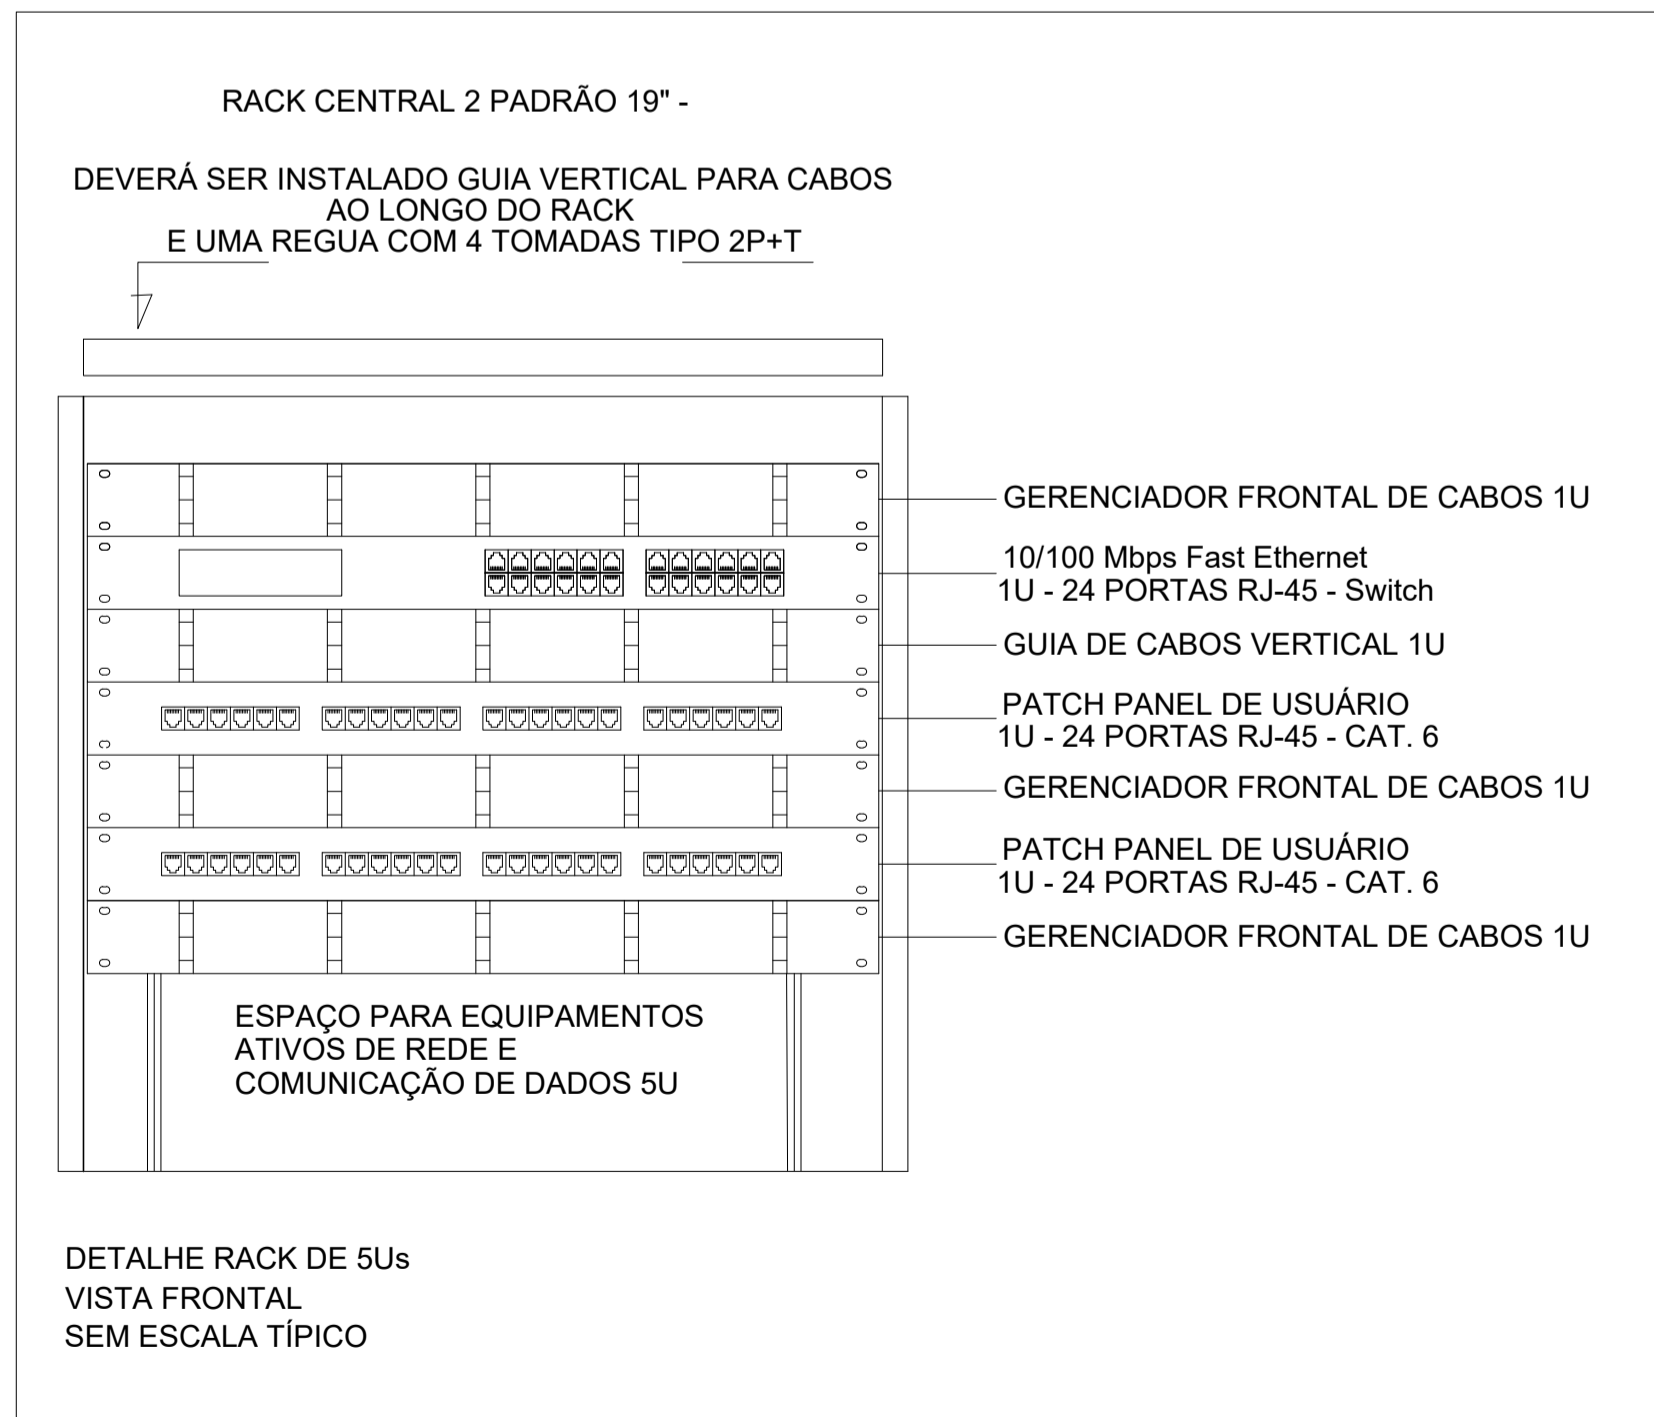 RACK CENTRAL 2 PADRÃO 19" -
DEVERÁ SER INSTALADO GUIA VERTICAL PARA CABOS
AO LONGO DO RACK
E UMA REGUA COM 4 TOMADAS TIPO 2P+T
GERENCIADOR FRONTAL DE CABOS 1U
10/100 Mbps Fast Ethernet
1U - 24 PORTAS RJ-45 - Switch
GUIA DE CABOS VERTICAL 1U
PATCH PANEL DE USUÁRIO
1U - 24 PORTAS RJ-45 - CAT. 6
GERENCIADOR FRONTAL DE CABOS 1U
PATCH PANEL DE USUÁRIO
1U - 24 PORTAS RJ-45 - CAT. 6
GERENCIADOR FRONTAL DE CABOS 1U
ESPAÇO PARA EQUIPAMENTOS
ATIVOS DE REDE E
COMUNICAÇÃO DE DADOS 5U
DETALHE RACK DE 5Us
VISTA FRONTAL
SEM ESCALA TÍPICO